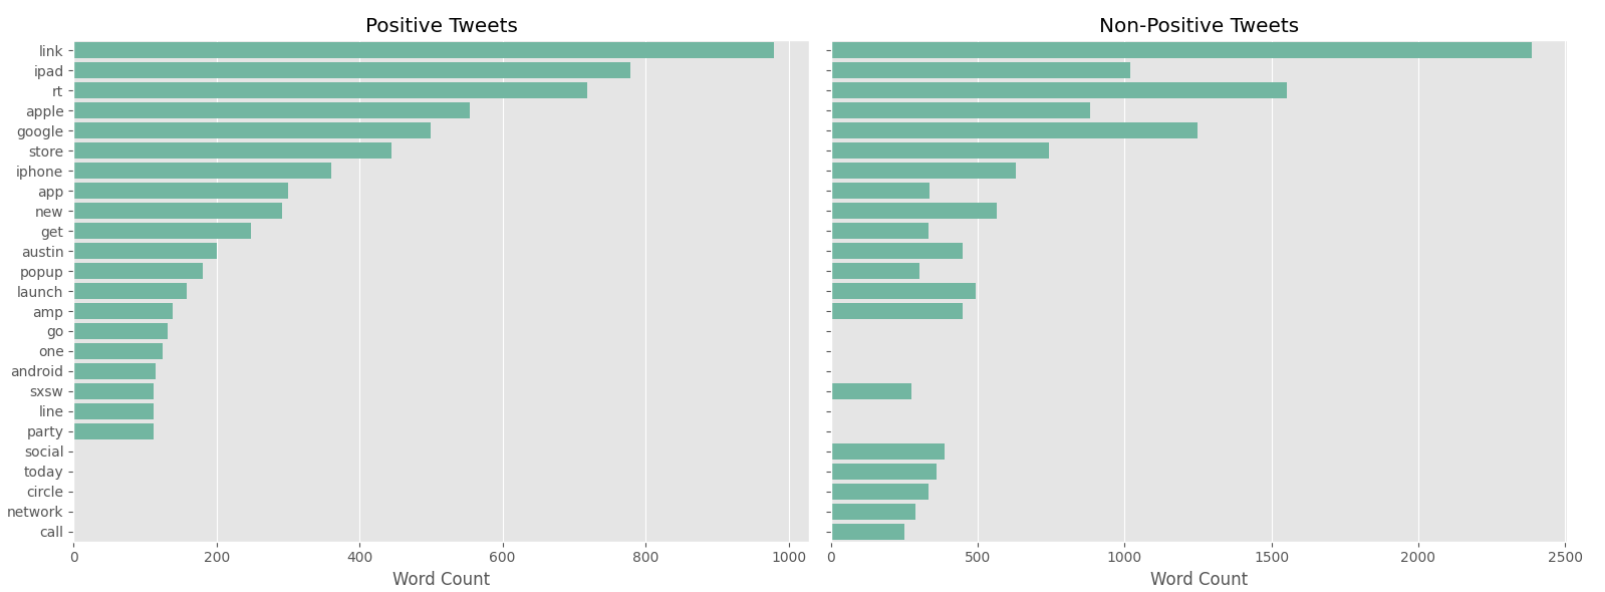 Positive Tweets
Non-Positive Tweets
link
ipad
rt
apple
google
store
iphone
app
new
get
austin
popup
launch
amp
go
one
android
sxsw
line
party
social
today
circle
network
call
0 200 400 600 800 1000
0 500 1000 1500 2000 2500
Word Count
Word Count